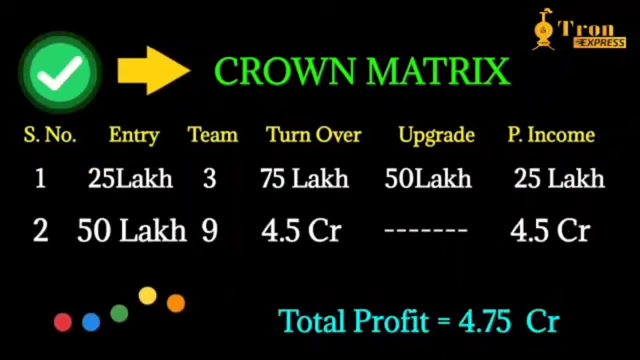 Tron
EXPRESS
CROWN MATRIX
S. No. Entry Team Turn Over Upgrade P. Income
1 25Lakh 3 75 Lakh 50Lakh 25 Lakh
2 50 Lakh 9 4.5 Cr ------- 4.5 Cr
Total Profit = 4.75 Cr